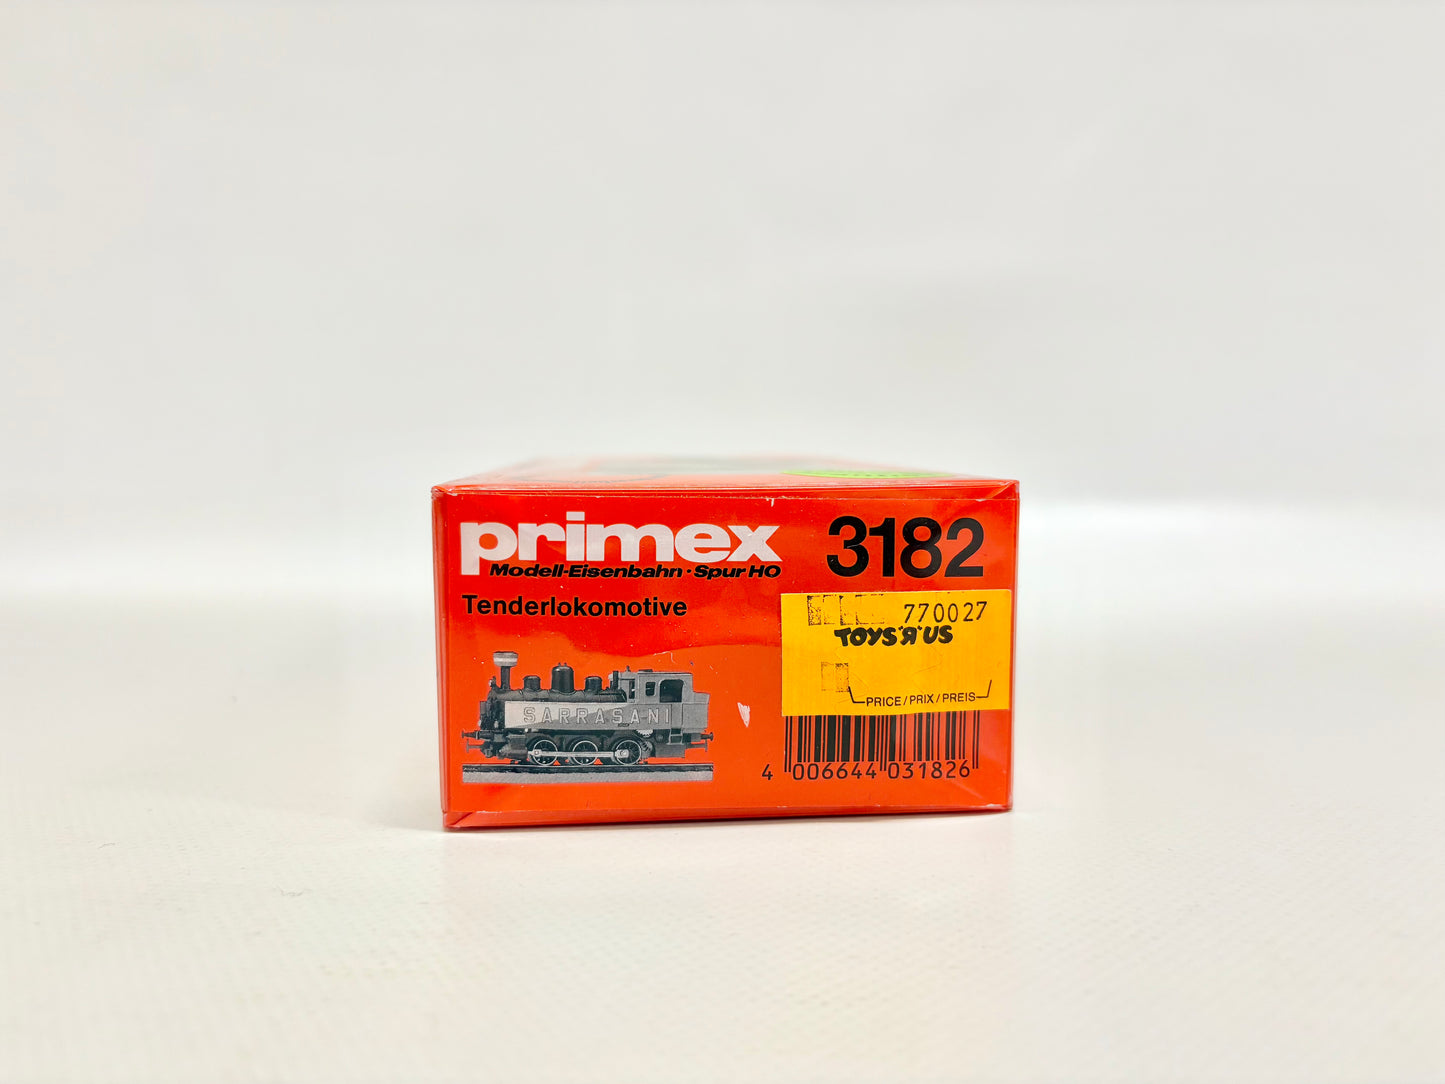 primex
Modell-Eisenbahn · Spur HO
3182
Tenderlokomotive
770027
TOYS "R" US
PRICE/PRIX/PREIS
SARRASANI
4 006644 031826